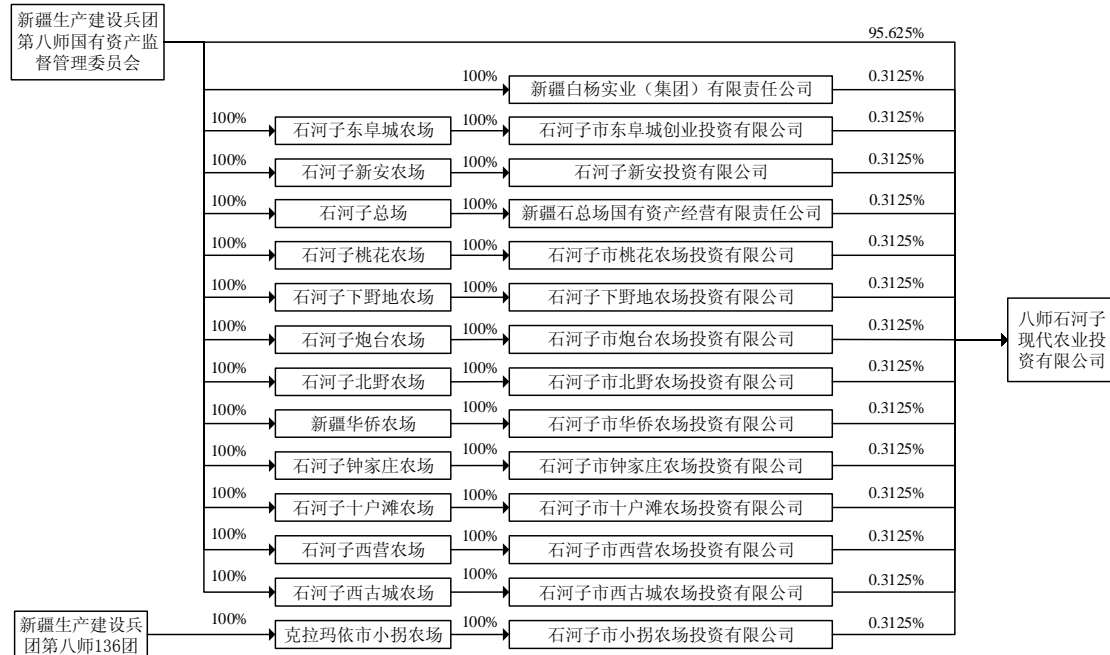 新疆生产建设兵团
第八师国有资产监
督管理委员会
95.625%
100%
新疆白杨实业（集团）有限责任公司
0.3125%
100%
石河子东阜城农场
100%
石河子市东阜城创业投资有限公司
0.3125%
100%
石河子新安农场
100%
石河子新安投资有限公司
0.3125%
100%
石河子总场
100%
新疆石总场国有资产经营有限责任公司
0.3125%
100%
石河子桃花农场
100%
石河子市桃花农场投资有限公司
0.3125%
100%
石河子下野地农场
100%
石河子下野地农场投资有限公司
0.3125%
100%
石河子炮台农场
100%
石河子市炮台农场投资有限公司
0.3125%
100%
石河子北野农场
100%
石河子市北野农场投资有限公司
0.3125%
100%
新疆华侨农场
100%
石河子市华侨农场投资有限公司
0.3125%
100%
石河子钟家庄农场
100%
石河子市钟家庄农场投资有限公司
0.3125%
100%
石河子十户滩农场
100%
石河子市十户滩农场投资有限公司
0.3125%
100%
石河子西营农场
100%
石河子市西营农场投资有限公司
0.3125%
100%
石河子西古城农场
100%
石河子市西古城农场投资有限公司
0.3125%
新疆生产建设兵
团第八师136团
100%
克拉玛依市小拐农场
100%
石河子市小拐农场投资有限公司
0.3125%
八师石河子
现代农业投
资有限公司